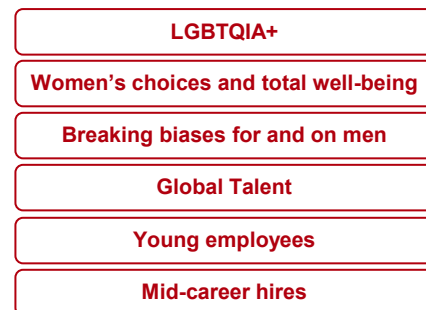 LGBTQIA+
Women's choices and total well-being
Breaking biases for and on men
Global Talent
Young employees
Mid-career hires